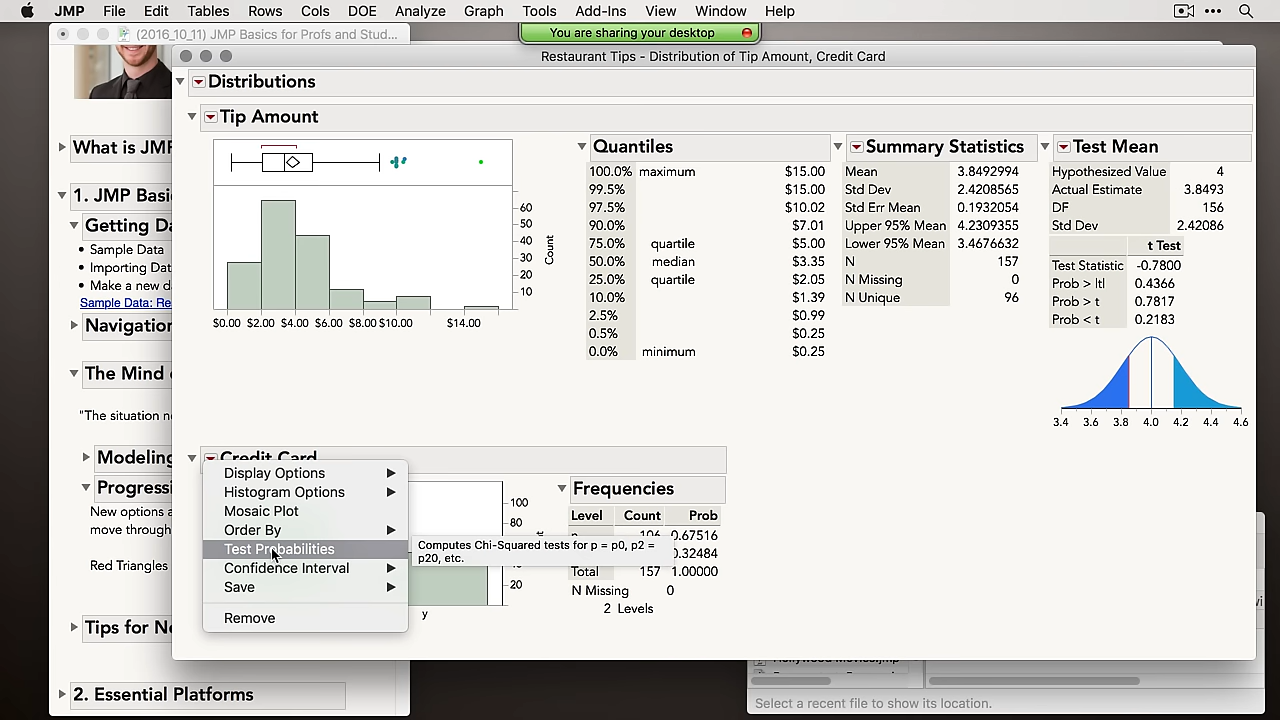 JMP File Edit Tables Rows Cols DOE Analyze Graph Tools Add-Ins View Window Help
(2016_10_11) JMP Basics for Profs and Stud...
You are sharing your desktop
Restaurant Tips - Distribution of Tip Amount, Credit Card
What is JMP
1. JMP Basi
Getting Da
• Sample Data
• Importing Dat
• Make a new da
Sample Data: Re
Navigation
The Mind o
"The situation ne
Modeling
Progressi
New options a
move through
Red Triangles
Tips for Ne
2. Essential Platforms
Distributions
Tip Amount
60
50
40
30
20
10
Count
$0.00 $2.00 $4.00 $6.00 $8.00 $10.00 $14.00
Quantiles
100.0% maximum $15.00
99.5% $15.00
97.5% $10.02
90.0% $7.01
75.0% quartile $5.00
50.0% median $3.35
25.0% quartile $2.05
10.0% $1.39
2.5% $0.99
0.5% $0.25
0.0% minimum $0.25
Summary Statistics
Mean 3.8492994
Std Dev 2.4208565
Std Err Mean 0.1932054
Upper 95% Mean 4.2309355
Lower 95% Mean 3.4676632
N 157
N Missing 0
N Unique 96
Test Mean
Hypothesized Value 4
Actual Estimate 3.8493
DF 156
Std Dev 2.42086
t Test
Test Statistic -0.7800
Prob > |t| 0.4366
Prob > t 0.7817
Prob < t 0.2183
3.4 3.6 3.8 4.0 4.2 4.4 4.6
Credit Card
Display Options
Histogram Options
Mosaic Plot
Order By
Test Probabilities
Confidence Interval
Save
Remove
Computes Chi-Squared tests for p = p0, p2 =
p20, etc.
100
80
20
y
Frequencies
Level Count Prob
n 106 0.67516
0.32484
Total 157 1.00000
N Missing 0
2 Levels
Select a recent file to show its location.